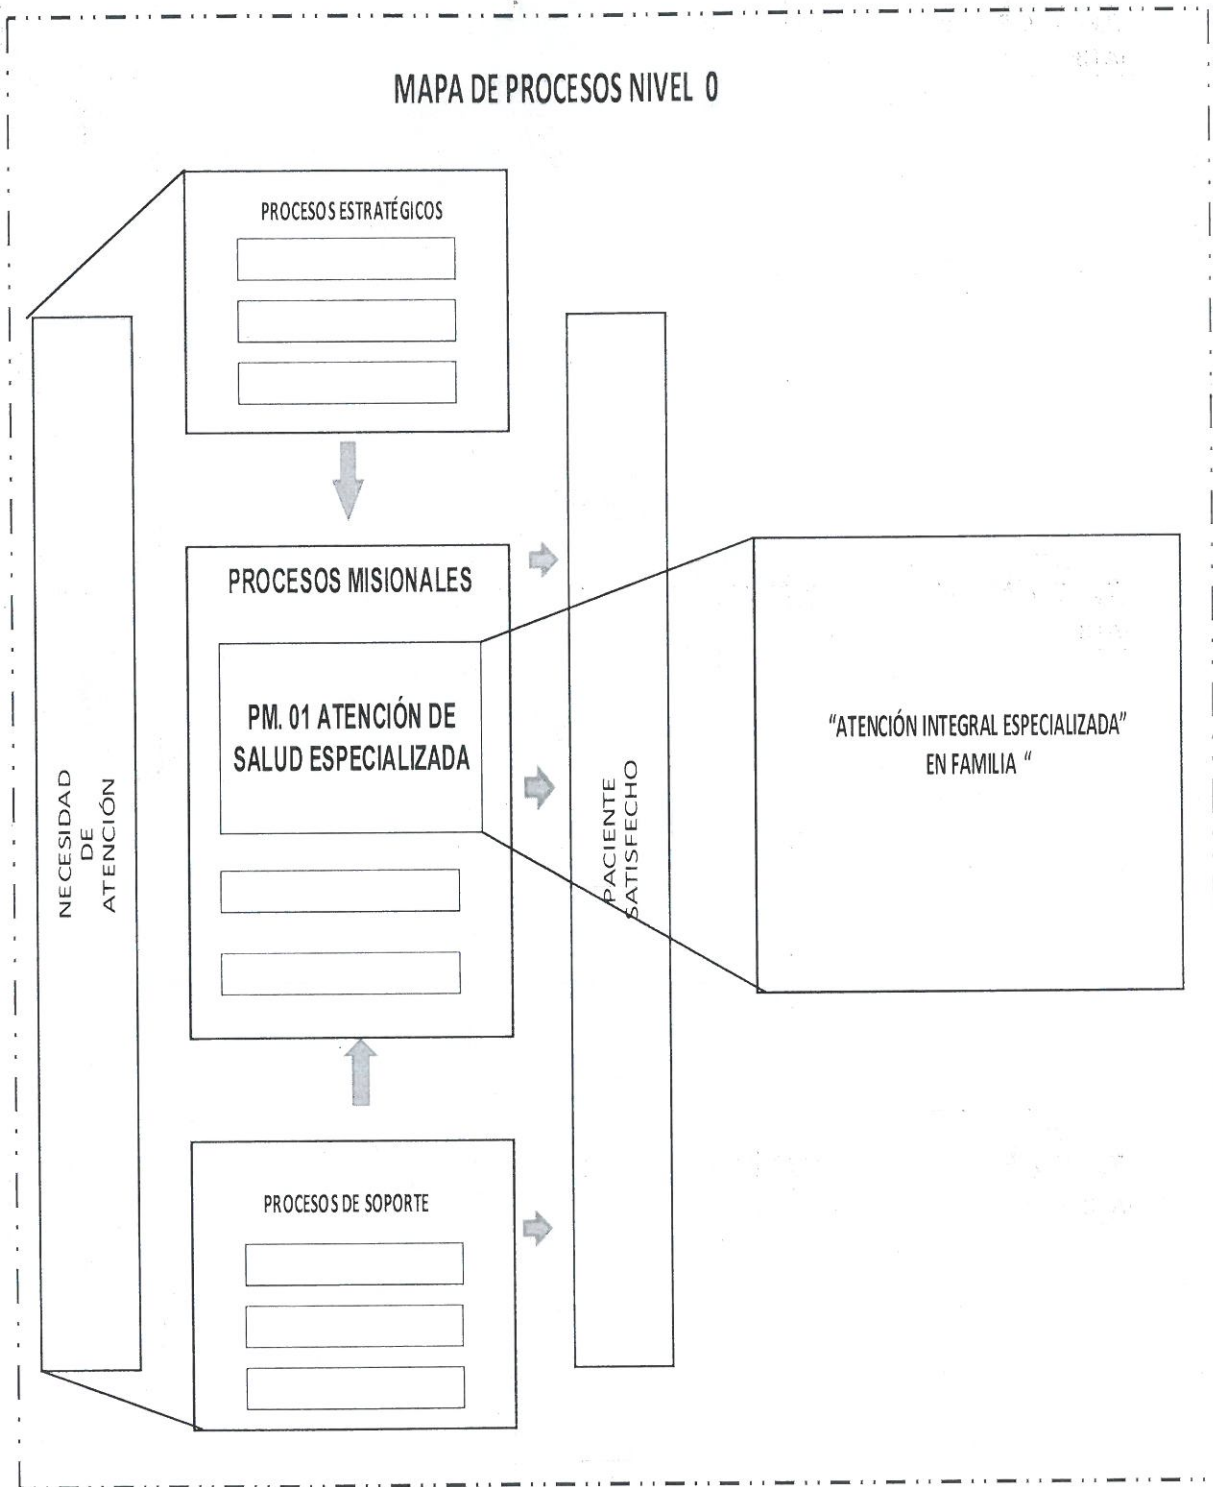 MAPA DE PROCESOS NIVEL 0
PROCESOS ESTRATÉGICOS
PROCESOS MISIONALES
PM. 01 ATENCIÓN DE
SALUD ESPECIALIZADA
NECESIDAD
DE
ATENCIÓN
PACIENTE
SATISFECHO
“ATENCIÓN INTEGRAL ESPECIALIZADA”
EN FAMILIA “
PROCESOS DE SOPORTE